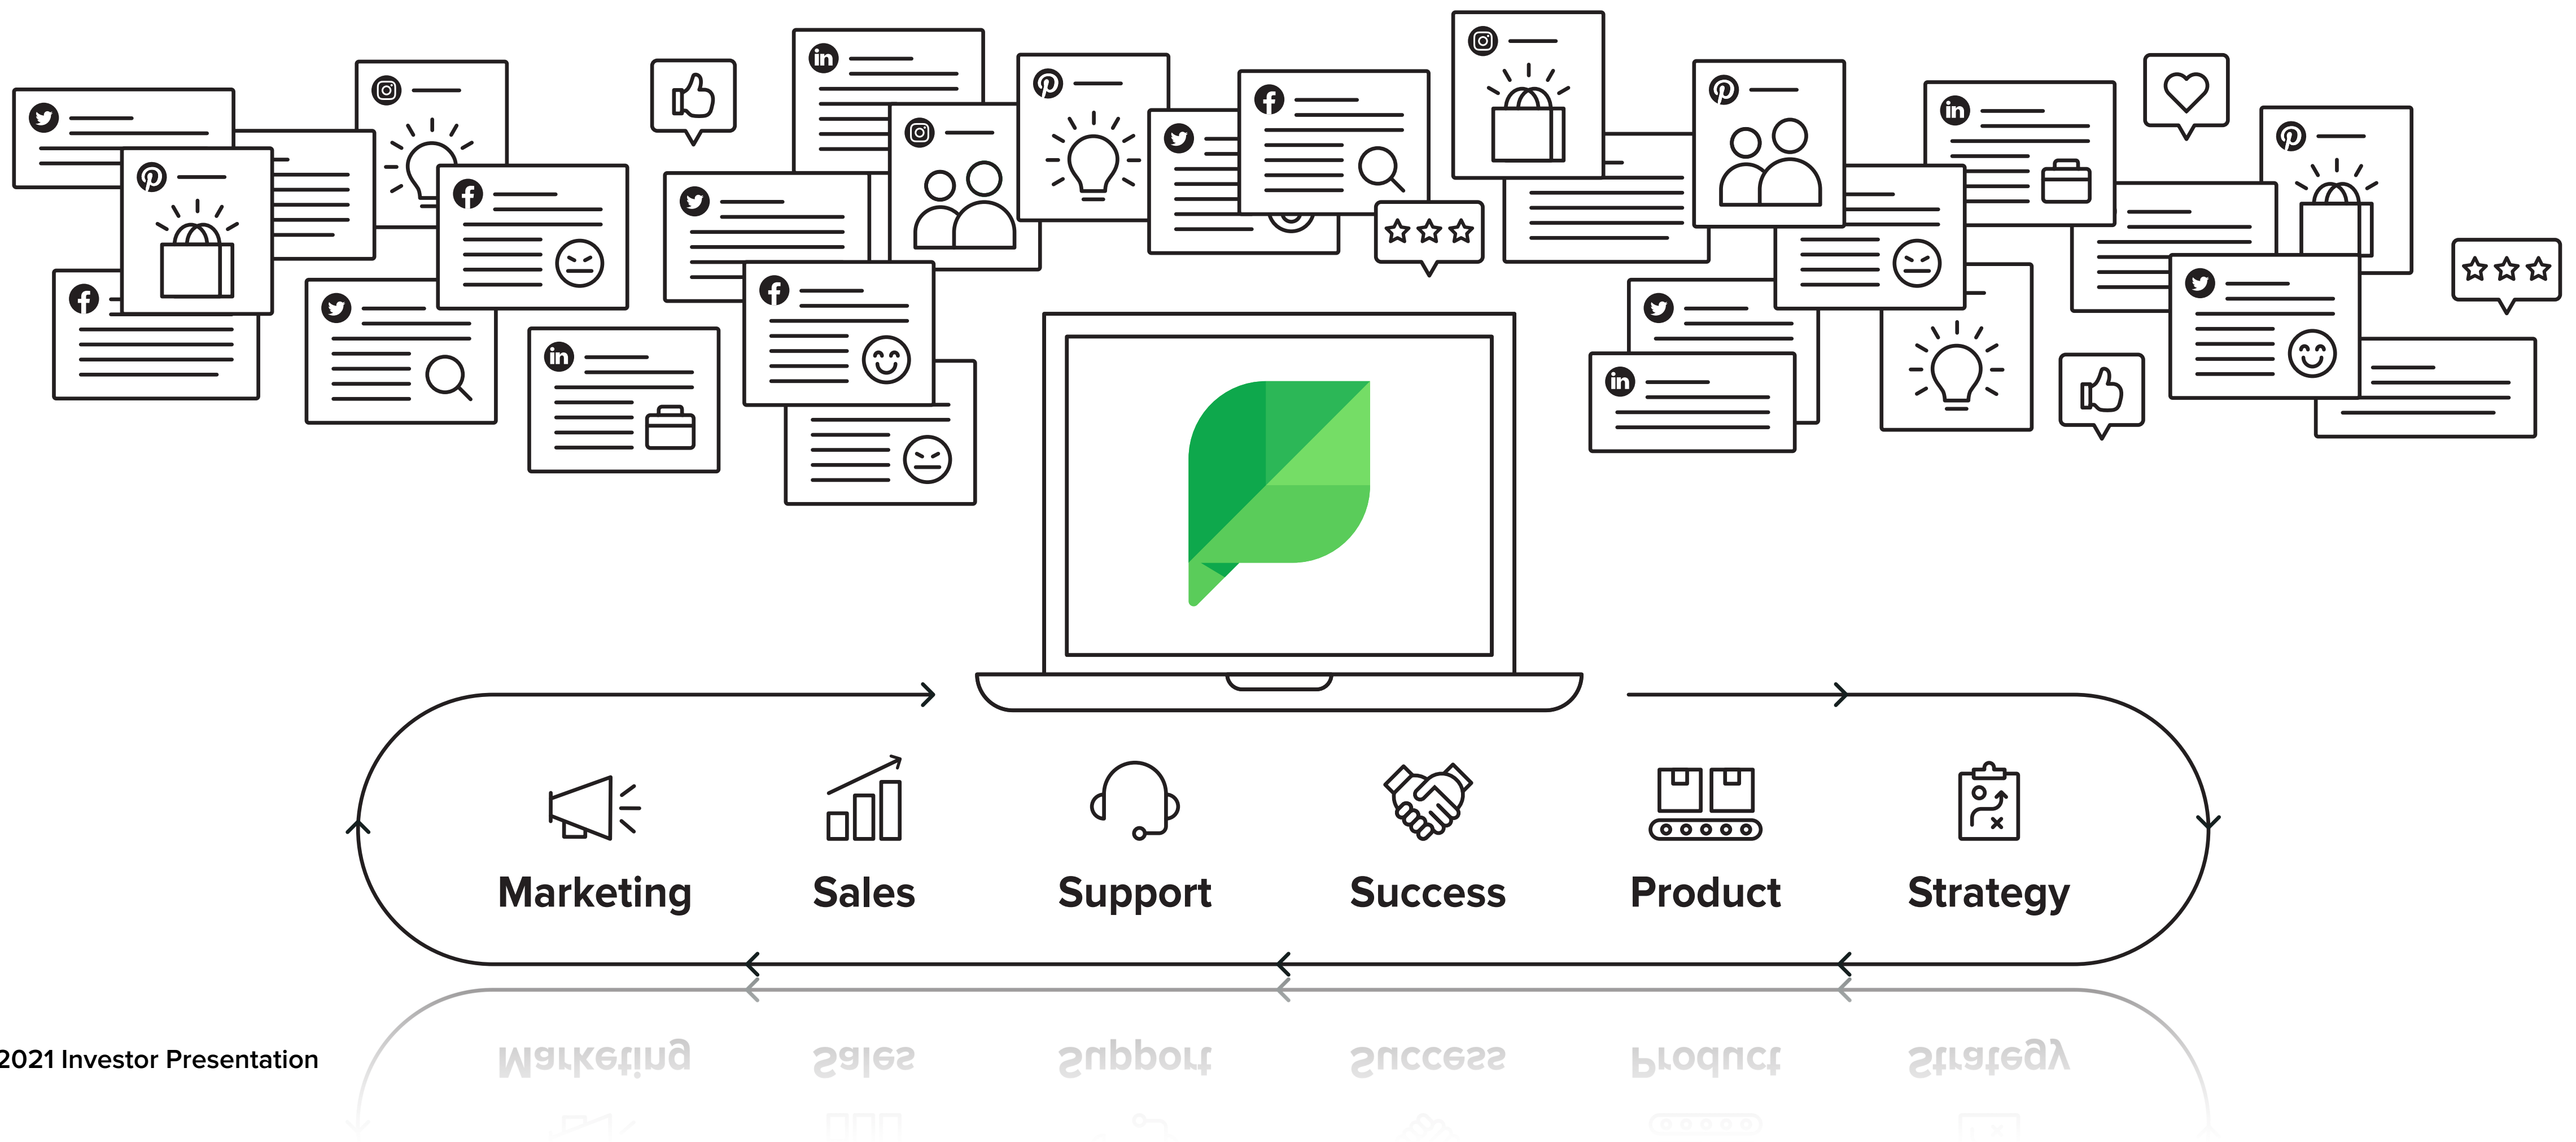 Marketing Sales Support Success Product Strategy
2021 Investor Presentation